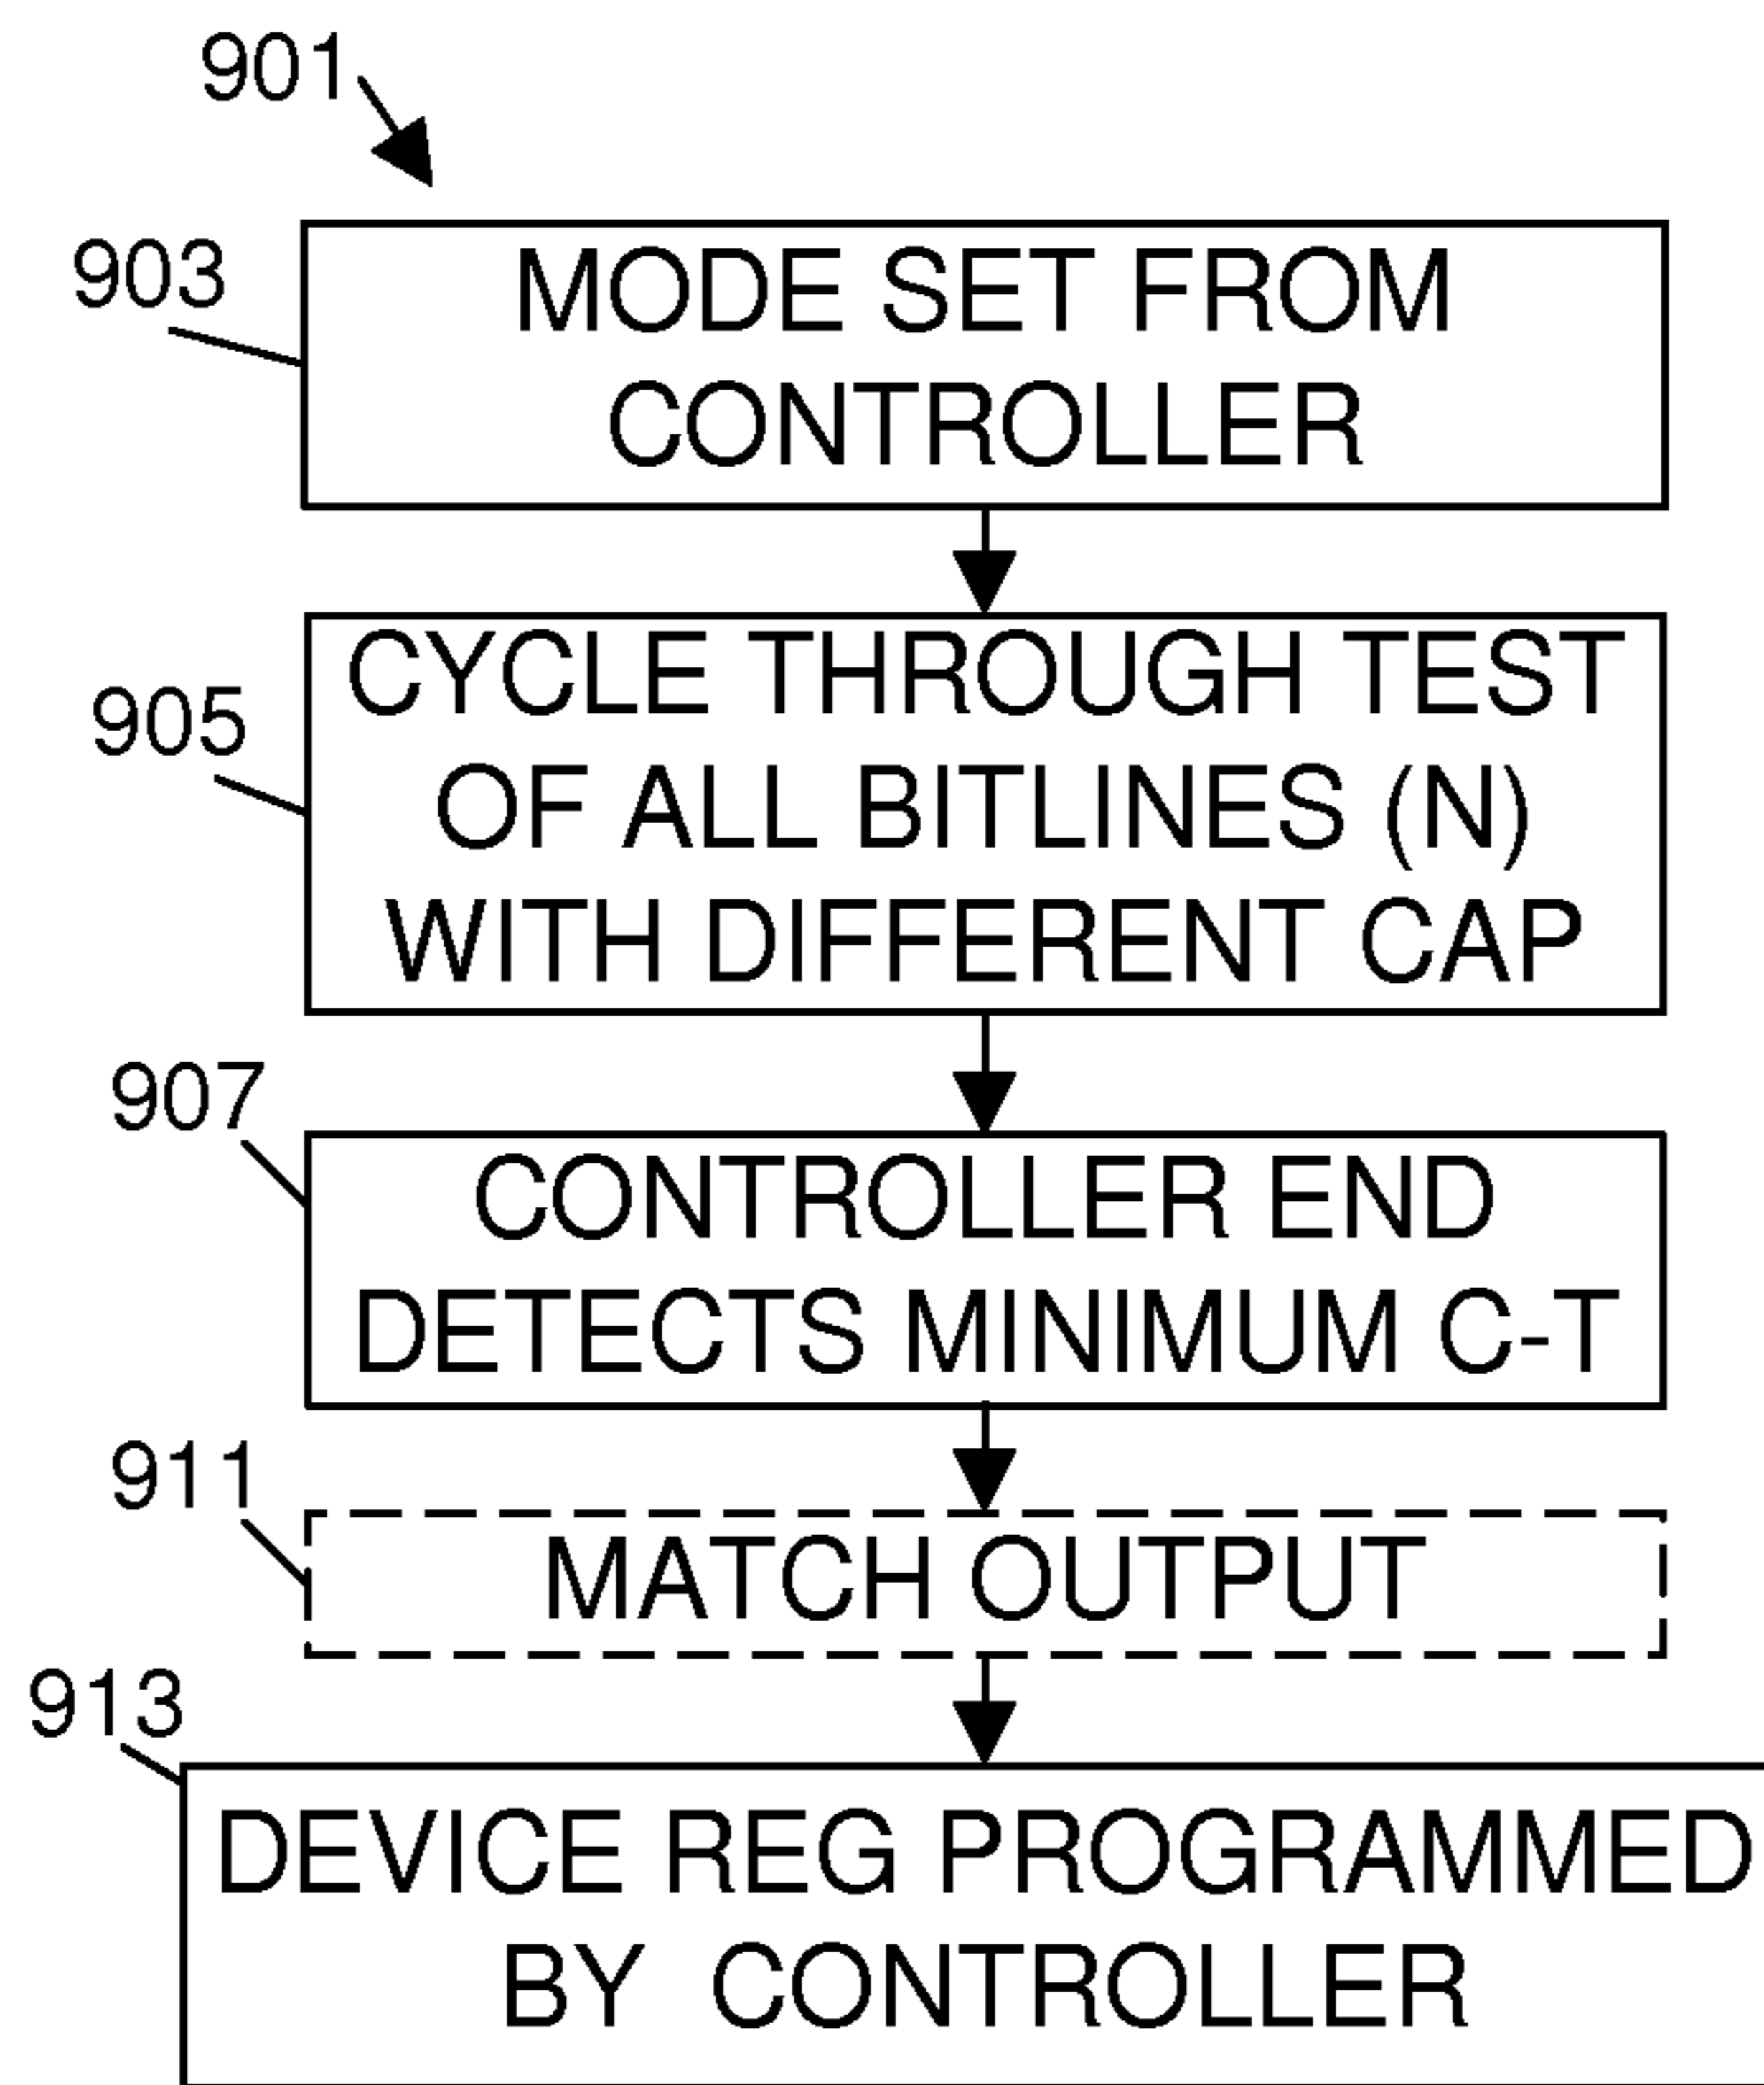 901
903
MODE SET FROM
CONTROLLER
905
CYCLE THROUGH TEST
OF ALL BITLINES (N)
WITH DIFFERENT CAP
907
CONTROLLER END
DETECTS MINIMUM C-T
911
MATCH OUTPUT
913
DEVICE REG PROGRAMMED
BY CONTROLLER